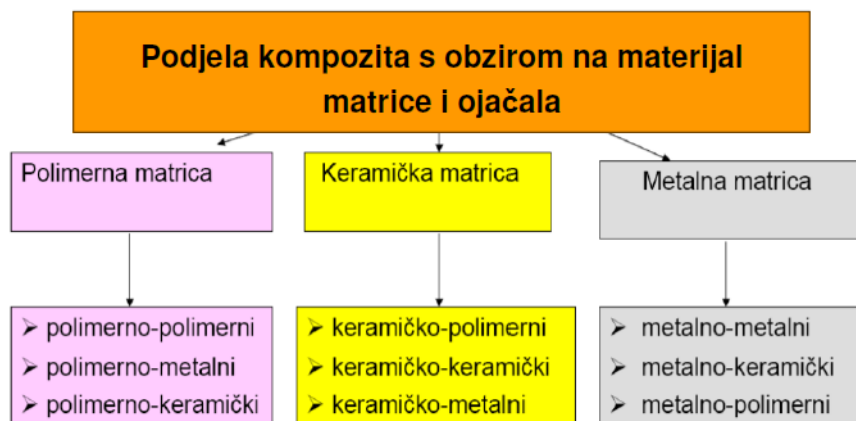 Podjela kompozita s obzirom na materijal
matrice i ojačala
Polimerna matrica
Keramička matrica
Metalna matrica
➢ polimerno-polimerni
➢ polimerno-metalni
➢ polimerno-keramički
➢ keramičko-polimerni
➢ keramičko-keramički
➢ keramičko-metalni
➢ metalno-metalni
➢ metalno-keramički
➢ metalno-polimerni